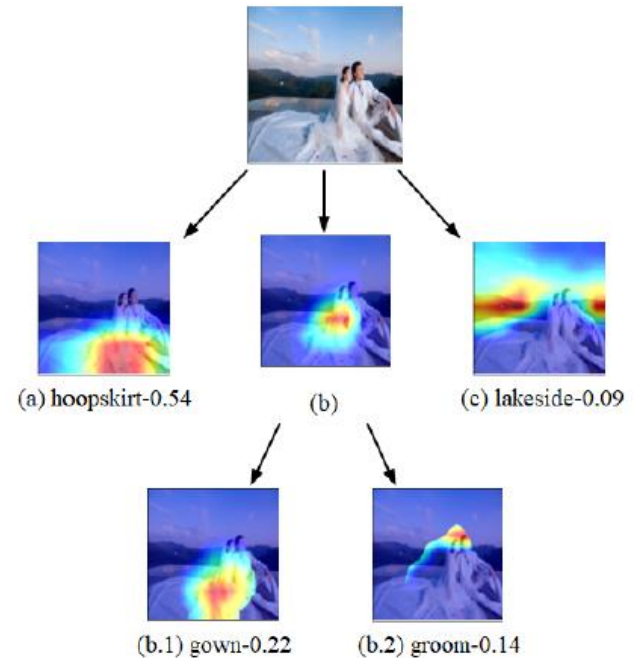 (a) hoopskirt-0.54
(b)
(c) lakeside-0.09
(b.1) gown-0.22
(b.2) groom-0.14